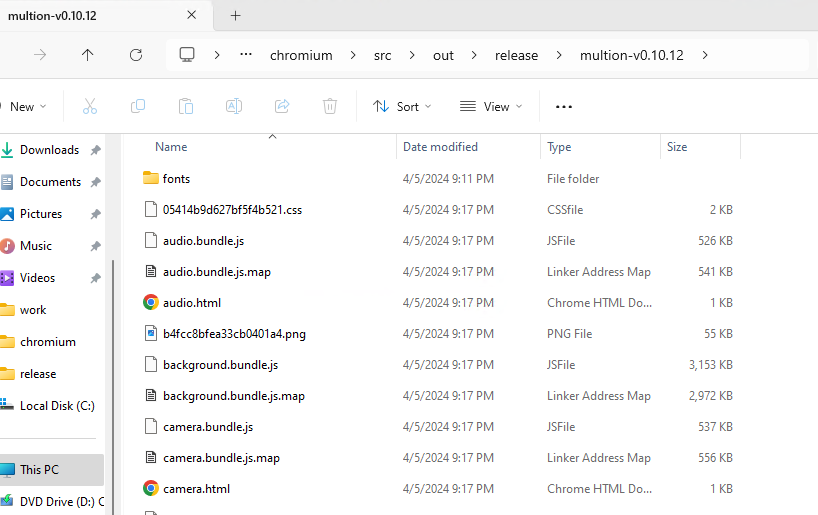 multion-v0.10.12
chromium > src > out > release > multion-v0.10.12 >
New Sort View
Name Date modified Type Size
Downloads
Documents
Pictures
Music
Videos
work
chromium
release
Local Disk (C:)
This PC
DVD Drive (D:) C
fonts 4/5/2024 9:11 PM File folder
05414b9d627bf5f4b521.css 4/5/2024 9:17 PM CSSfile 2 KB
audio.bundle.js 4/5/2024 9:17 PM JSFile 526 KB
audio.bundle.js.map 4/5/2024 9:17 PM Linker Address Map 541 KB
audio.html 4/5/2024 9:17 PM Chrome HTML Do... 1 KB
b4fcc8bfea33cb0401a4.png 4/5/2024 9:17 PM PNG File 55 KB
background.bundle.js 4/5/2024 9:17 PM JSFile 3,153 KB
background.bundle.js.map 4/5/2024 9:17 PM Linker Address Map 2,972 KB
camera.bundle.js 4/5/2024 9:17 PM JSFile 537 KB
camera.bundle.js.map 4/5/2024 9:17 PM Linker Address Map 556 KB
camera.html 4/5/2024 9:17 PM Chrome HTML Do... 1 KB